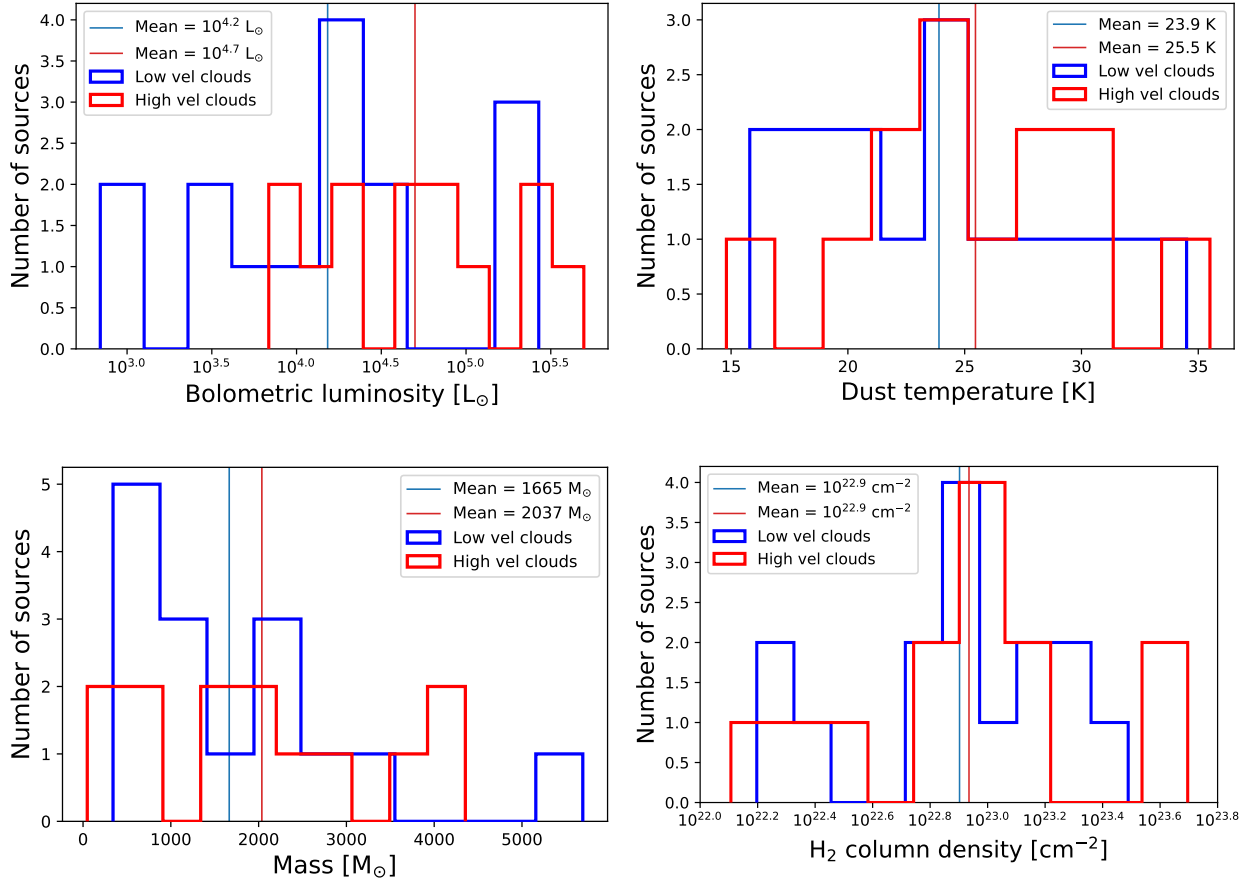 Number of sources
4.0
3.5
3.0
2.5
2.0
1.5
1.0
0.5
0.0
Mean = 10^4.2 L⊙
Mean = 10^4.7 L⊙
Low vel clouds
High vel clouds
10^3.0 10^3.5 10^4.0 10^4.5 10^5.0 10^5.5
Bolometric luminosity [L⊙]
Number of sources
3.0
2.5
2.0
1.5
1.0
0.5
0.0
Mean = 23.9 K
Mean = 25.5 K
Low vel clouds
High vel clouds
15 20 25 30 35
Dust temperature [K]
Number of sources
5
4
3
2
1
0
Mean = 1665 M⊙
Mean = 2037 M⊙
Low vel clouds
High vel clouds
0 1000 2000 3000 4000 5000
Mass [M⊙]
Number of sources
4.0
3.5
3.0
2.5
2.0
1.5
1.0
0.5
0.0
Mean = 10^22.9 cm^−2
Mean = 10^22.9 cm^−2
Low vel clouds
High vel clouds
10^22.0 10^22.2 10^22.4 10^22.6 10^22.8 10^23.0 10^23.2 10^23.4 10^23.6 10^23.8
H₂ column density [cm^−2]